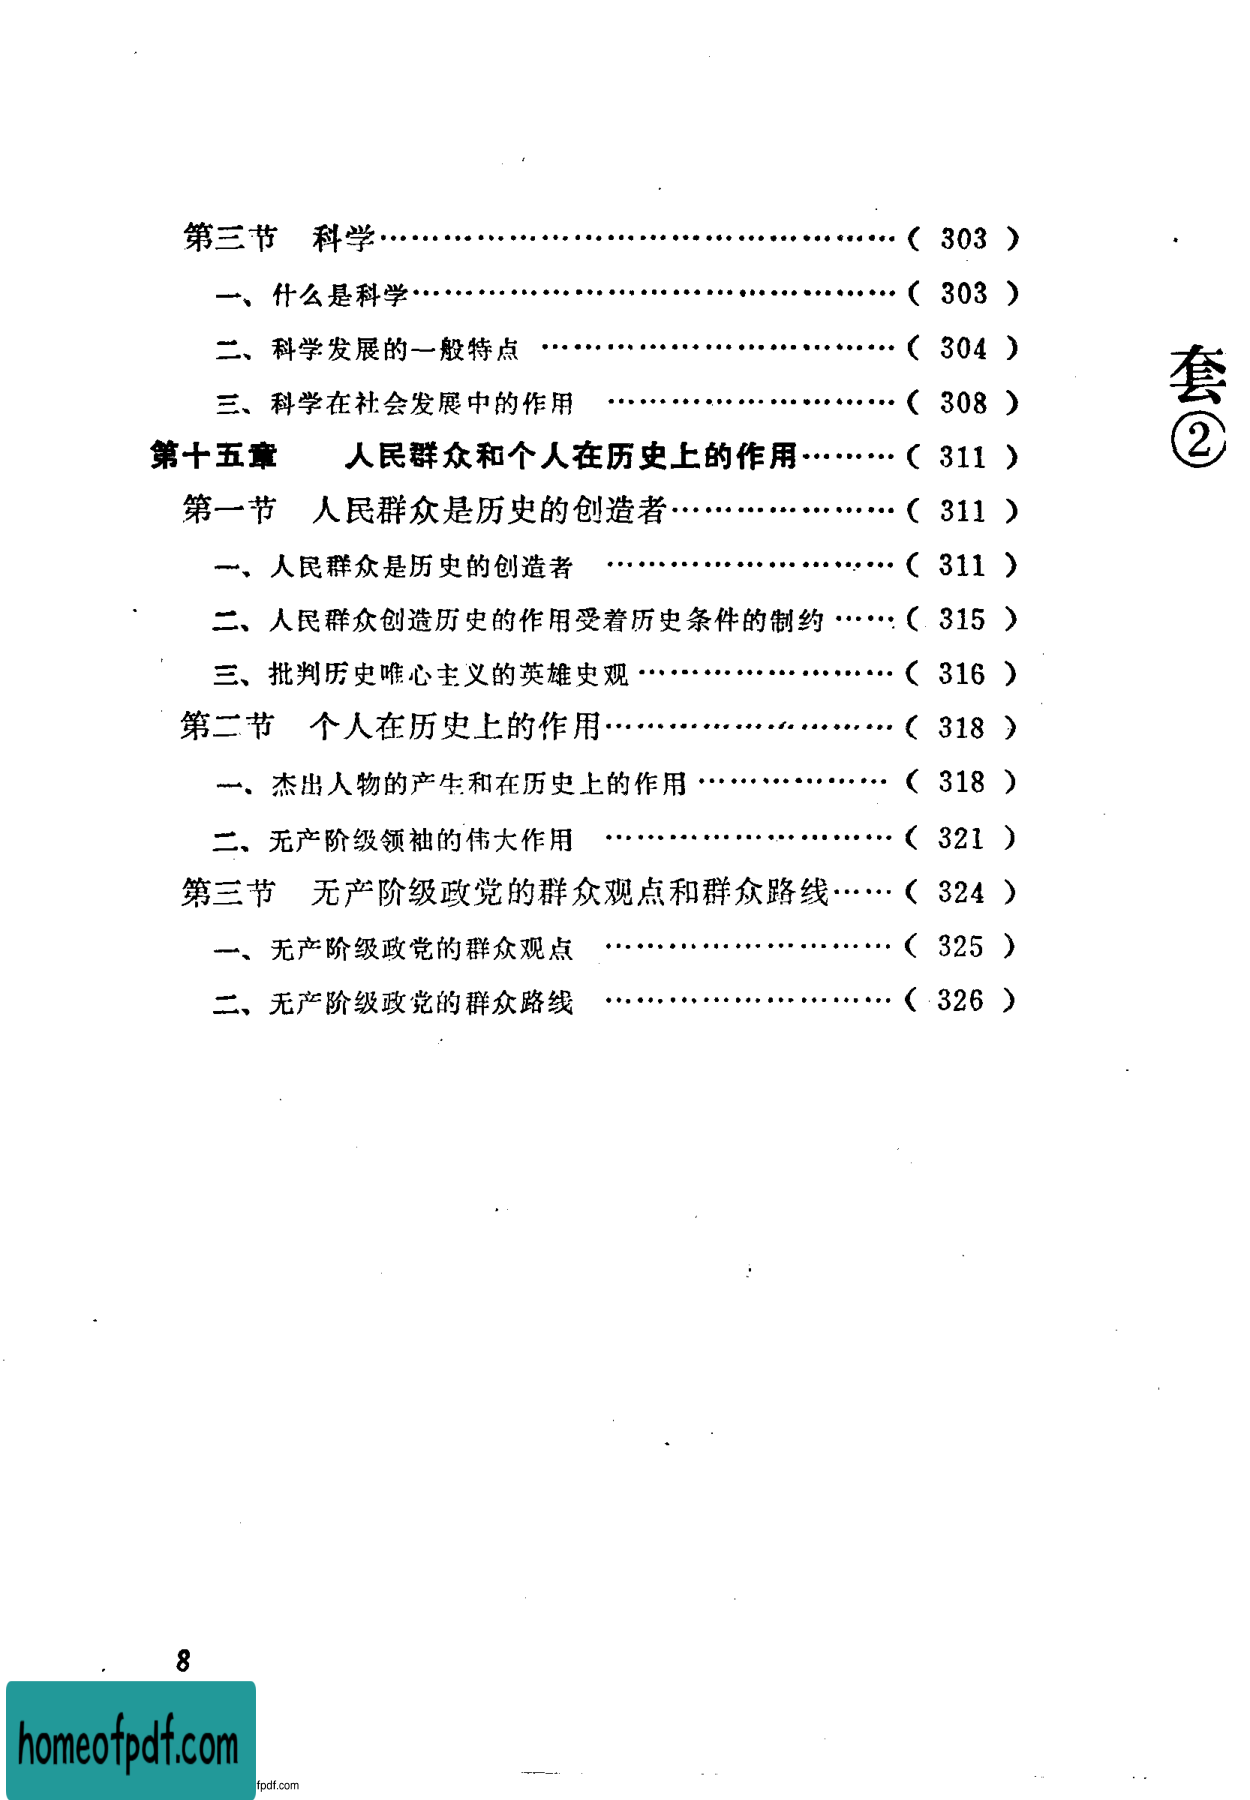 第三节　科学……………………………………………( 303 )
一、什么是科学…………………………………………( 303 )
二、科学发展的一般特点 ………………………………( 304 )
三、科学在社会发展中的作用 …………………………( 308 )
第十五章　　人民群众和个人在历史上的作用………( 311 )
第一节　人民群众是历史的创造者……………………( 311 )
一、人民群众是历史的创造者 …………………………( 311 )
二、人民群众创造历史的作用受着历史条件的制约 ……( 315 )
三、批判历史唯心主义的英雄史观 ………………………( 316 )
第二节　个人在历史上的作用…………………………( 318 )
一、杰出人物的产生和在历史上的作用 ………………( 318 )
二、无产阶级领袖的伟大作用 …………………………( 321 )
第三节　无产阶级政党的群众观点和群众路线……( 324 )
一、无产阶级政党的群众观点 …………………………( 325 )
二、无产阶级政党的群众路线 …………………………( 326 )
套②
8
homeofpdf.com
fpdf.com